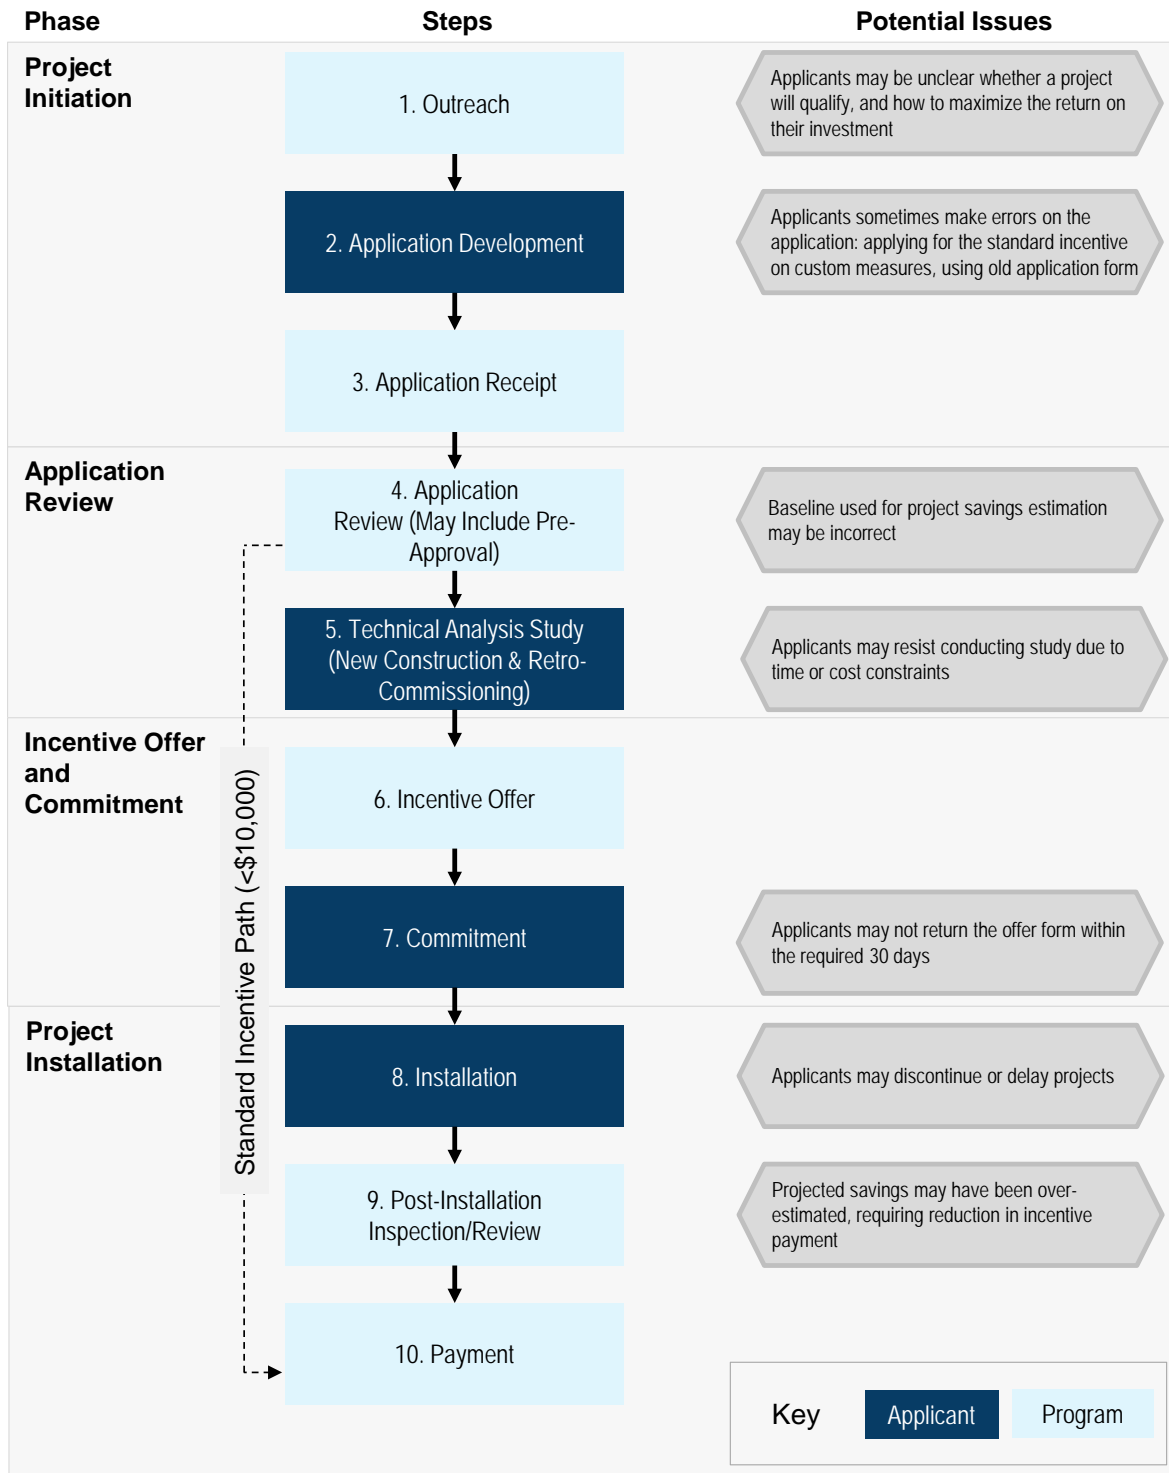 Phase
Steps
Potential Issues
Project
Initiation
1. Outreach
Applicants may be unclear whether a project
will qualify, and how to maximize the return on
their investment
2. Application Development
Applicants sometimes make errors on the
application: applying for the standard incentive
on custom measures, using old application form
3. Application Receipt
Application
Review
4. Application
Review (May Include Pre-
Approval)
Baseline used for project savings estimation
may be incorrect
5. Technical Analysis Study
(New Construction & Retro-
Commissioning)
Applicants may resist conducting study due to
time or cost constraints
Incentive Offer
and
Commitment
Standard Incentive Path (<$10,000)
6. Incentive Offer
7. Commitment
Applicants may not return the offer form within
the required 30 days
Project
Installation
8. Installation
Applicants may discontinue or delay projects
9. Post-Installation
Inspection/Review
Projected savings may have been over-
estimated, requiring reduction in incentive
payment
10. Payment
Key
Applicant
Program